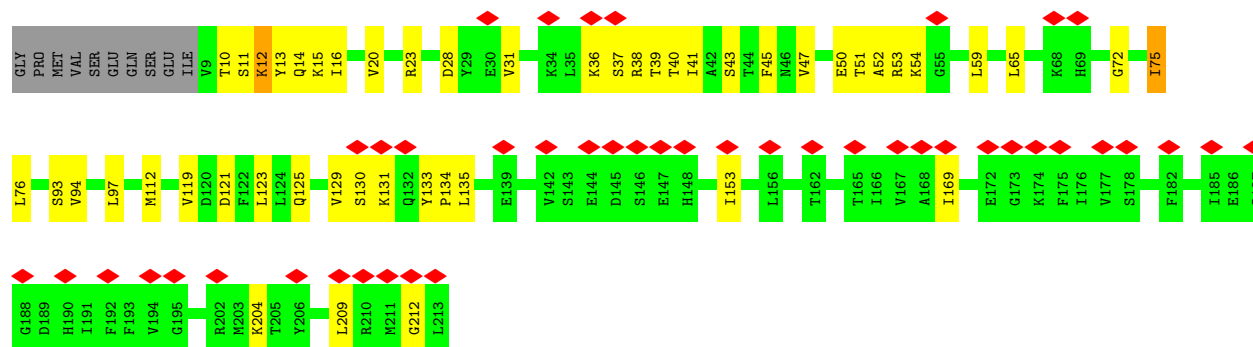 GLY PRO MET VAL SER GLU GLN SER GLU ILE V9 T10 S11 K12 Y13 Q14 K15 I16 V20 R23 D28 Y29 E30 V31 K34 L35 K36 S37 R38 T39 T40 I41 A42 S43 T44 F45 N46 V47 E50 T51 A52 R53 K54 G55 L59 L65 K68 H69 G72 I75
L76 S93 V94 L97 M112 V119 D120 D121 F122 L123 L124 Q125 V129 S130 K131 Q132 Y133 P134 L135 E139 V142 S143 E144 D145 S146 E147 H148 I153 L156 T162 T165 I166 V167 A168 I169 E172 G173 K174 F175 I176 V177 S178 F182 I185 E186
G188 D189 H190 I191 F192 F193 V194 G195 R202 M203 K204 T205 Y206 L209 R210 M211 G212 L213